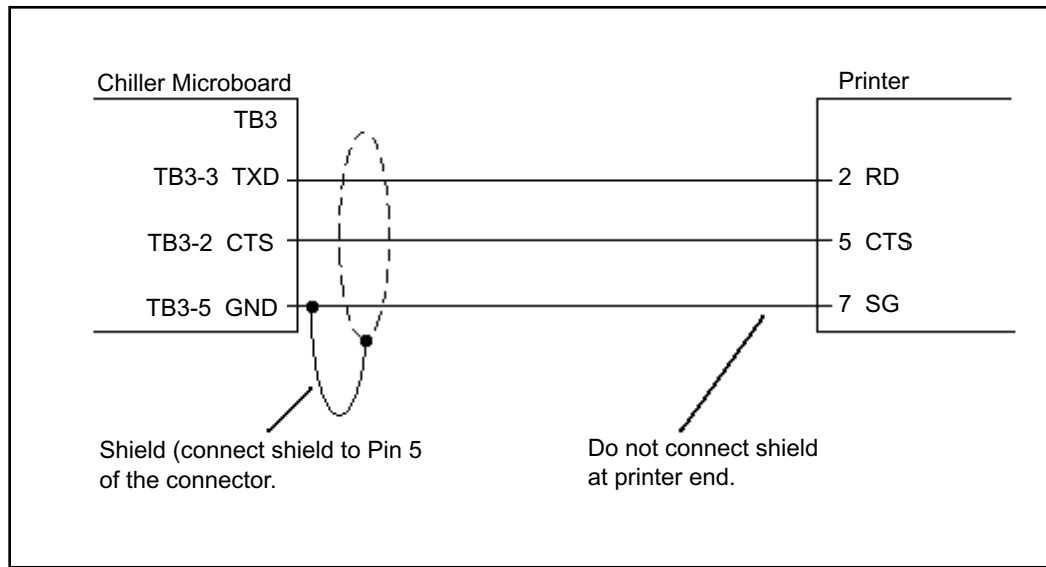 Chiller Microboard
Printer
TB3
TB3-3 TXD
2 RD
TB3-2 CTS
5 CTS
TB3-5 GND
7 SG
Shield (connect shield to Pin 5
of the connector.
Do not connect shield
at printer end.